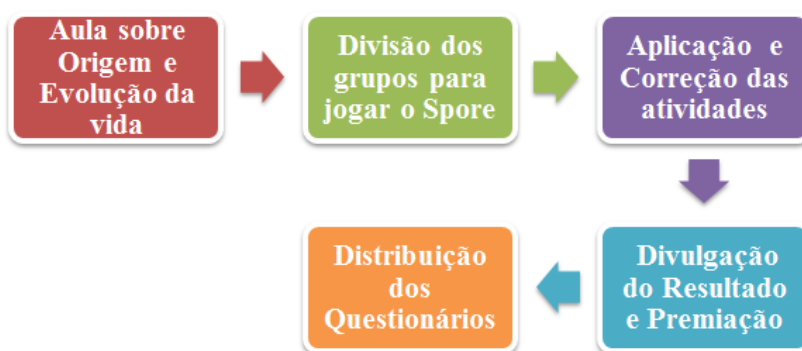 Aula sobre
Origem e
Evolução da
vida
Divisão dos
grupos para
jogar o Spore
Aplicação e
Correção das
atividades
Divulgação
do Resultado
e Premiação
Distribuição
dos
Questionários